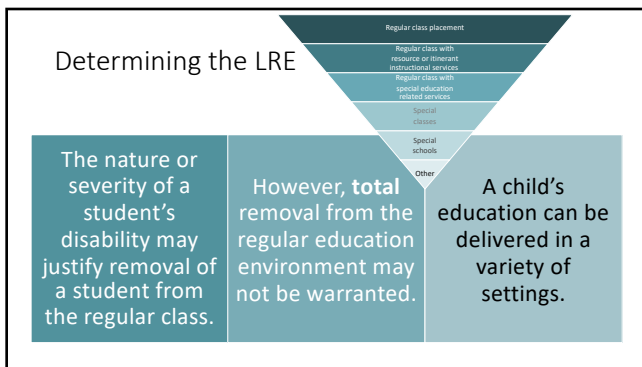 Determining the LRE
Regular class placement
Regular class with
resource or itinerant
instructional services
Regular class with
special education
related services
Special
classes
Special
schools
Other
The nature or
severity of a
student's
disability may
justify removal of
a student from
the regular class.
However, total
removal from the
regular education
environment may
not be warranted.
A child's
education can be
delivered in a
variety of
settings.